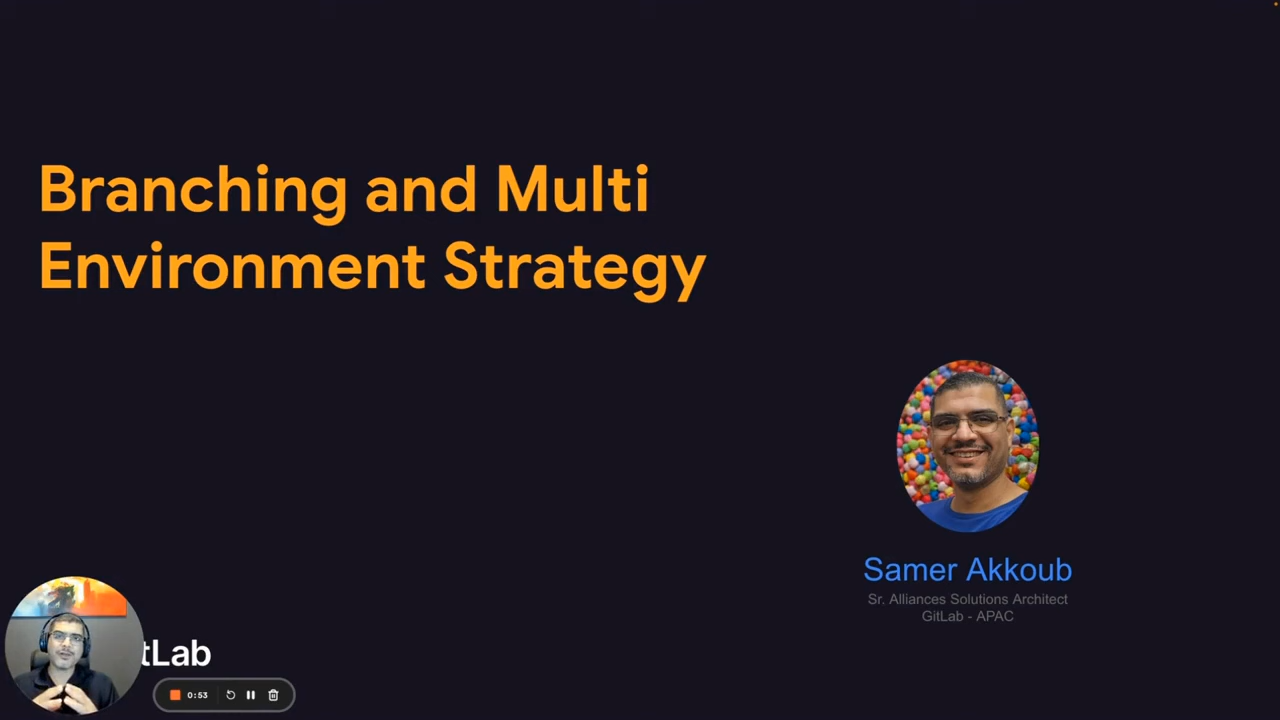 Branching and Multi
Environment Strategy
Samer Akkoub
Sr. Alliances Solutions Architect
GitLab - APAC
tLab
0:53